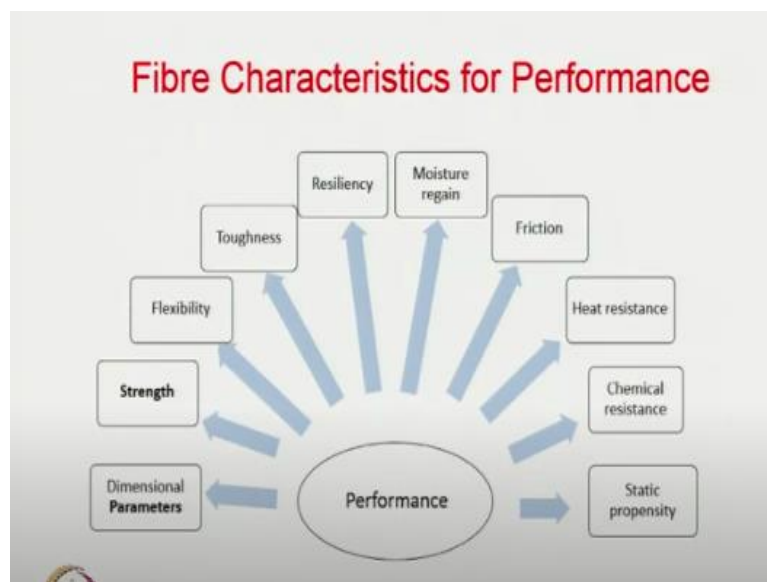 Fibre Characteristics for Performance
Resiliency
Moisture
regain
Toughness
Friction
Flexibility
Heat resistance
Strength
Chemical
resistance
Dimensional
Parameters
Performance
Static
propensity